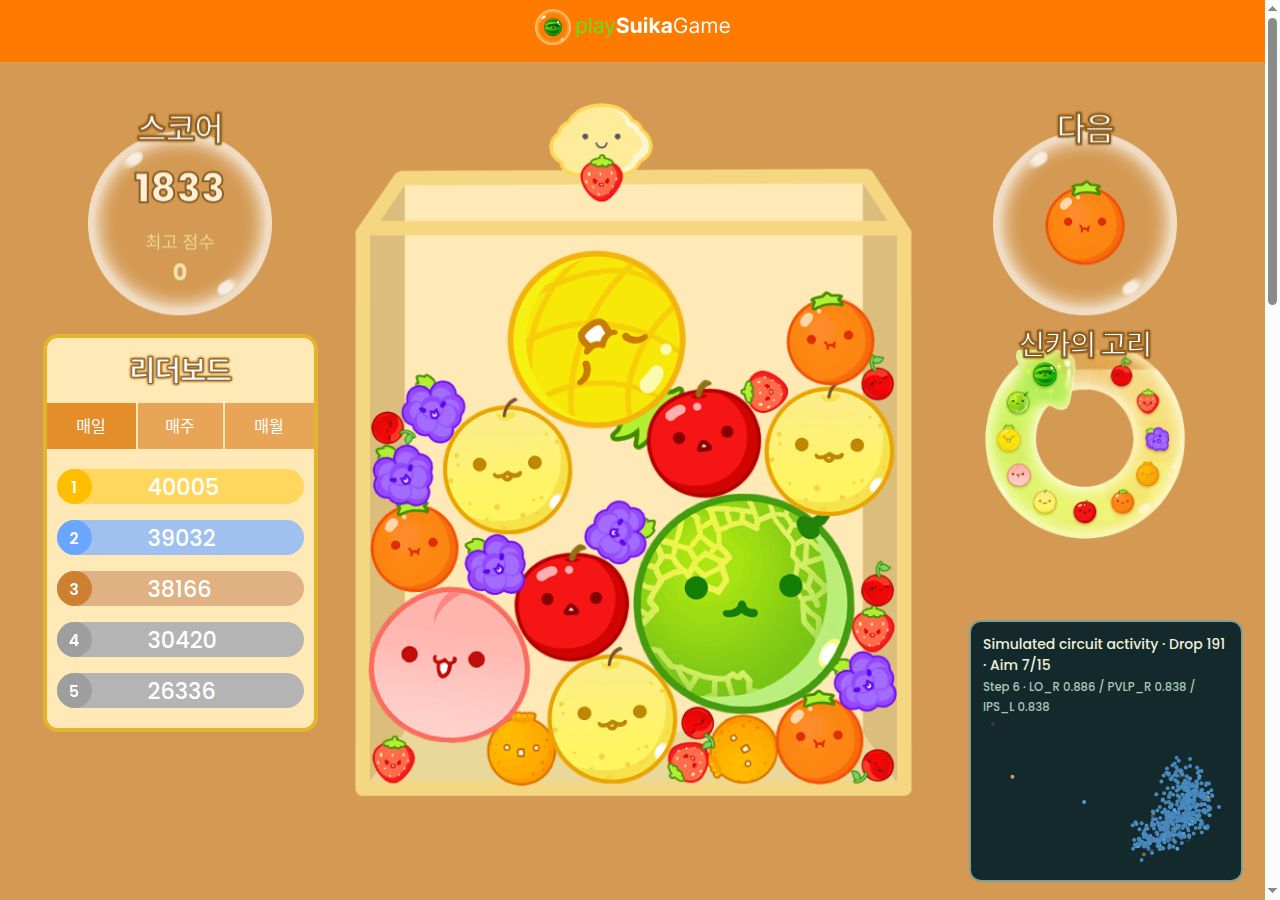 playSuikaGame
스코어
1833
최고 점수
0
리더보드
매일 매주 매월
1 40005
2 39032
3 38166
4 30420
5 26336
다음
신카의 고리
Simulated circuit activity · Drop 191
· Aim 7/15
Step 6 · LO_R 0.886 / PVLP_R 0.838 /
IPS_L 0.838